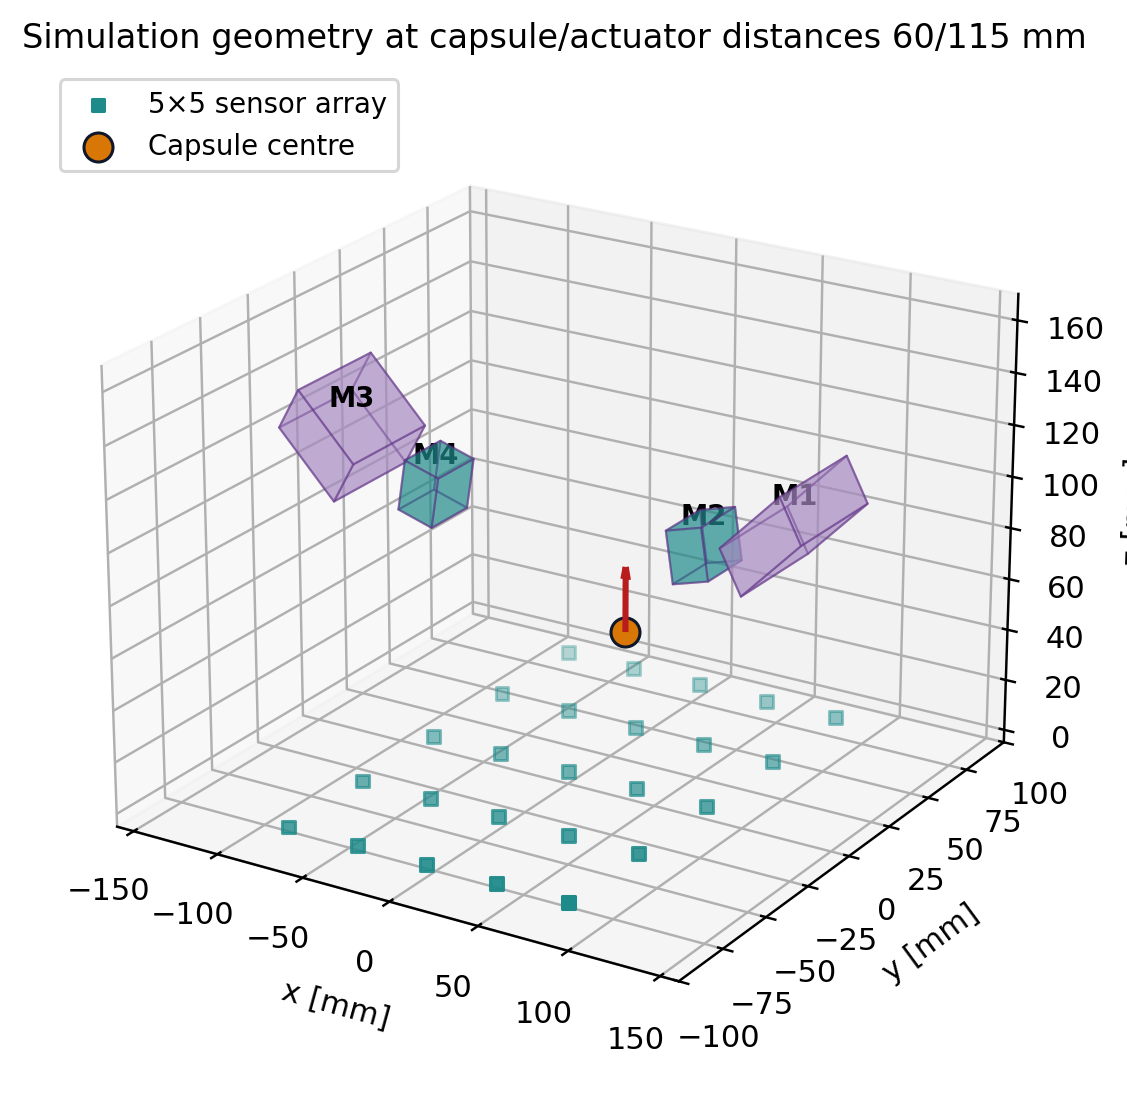 Simulation geometry at capsule/actuator distances 60/115 mm
5×5 sensor array
Capsule centre
M3
M4
M2
M1
160
140
120
100
80
60
40
20
0
100
75
50
25
0
−25
−50
−75
−100
y [mm]
−150
−100
−50
0
50
100
150
x [mm]